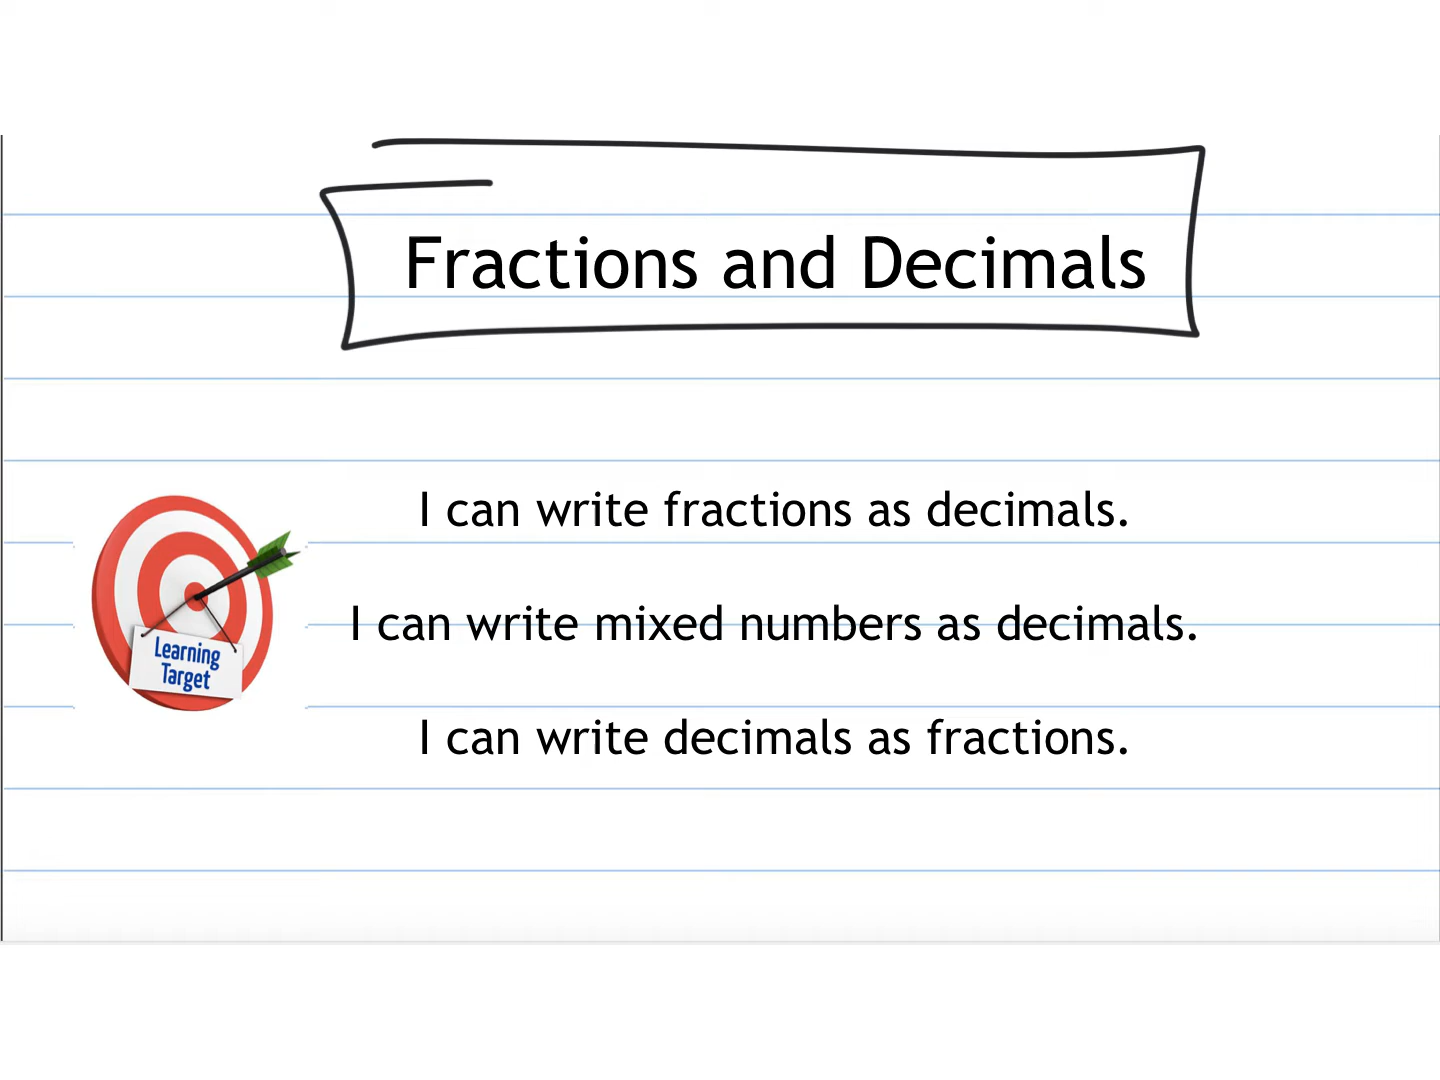 Fractions and Decimals
I can write fractions as decimals.
I can write mixed numbers as decimals.
I can write decimals as fractions.
Learning
Target